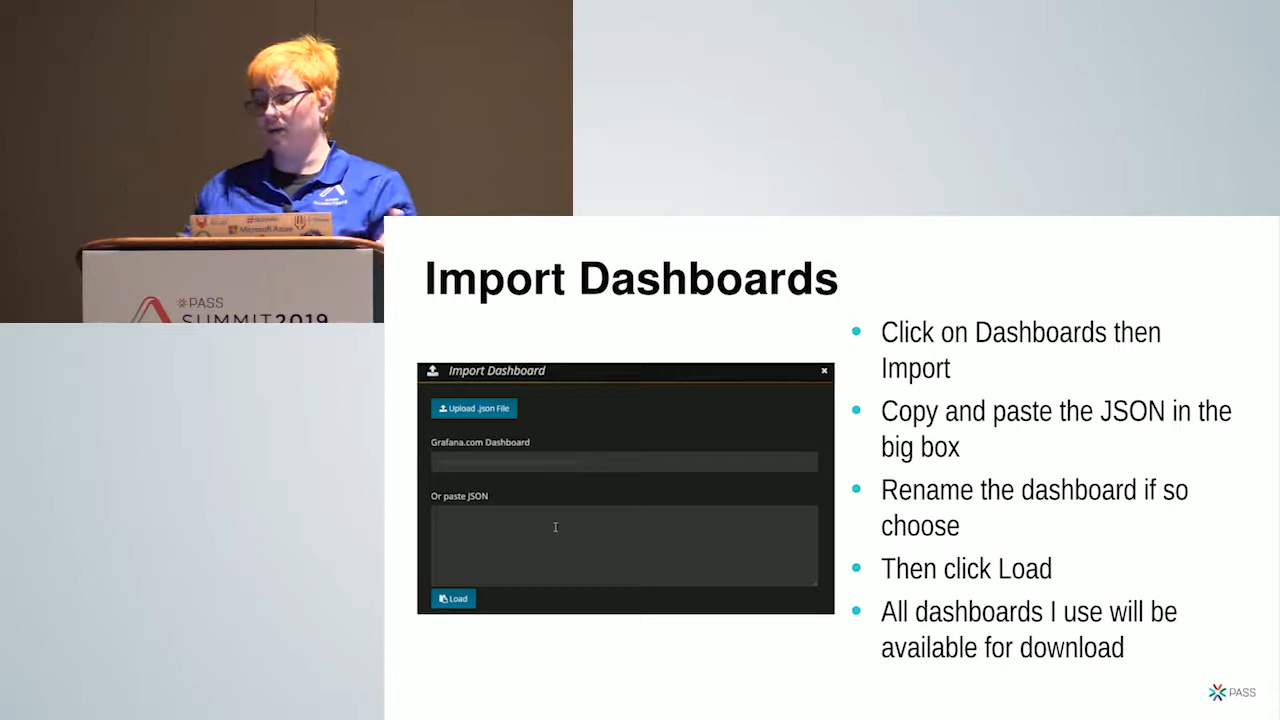 Microsoft Azure
PASS
SUMMIT 2019
Import Dashboards
Import Dashboard
Upload .json File
Grafana.com Dashboard
Or paste JSON
Load
• Click on Dashboards then
Import
• Copy and paste the JSON in the
big box
• Rename the dashboard if so
choose
• Then click Load
• All dashboards I use will be
available for download
PASS